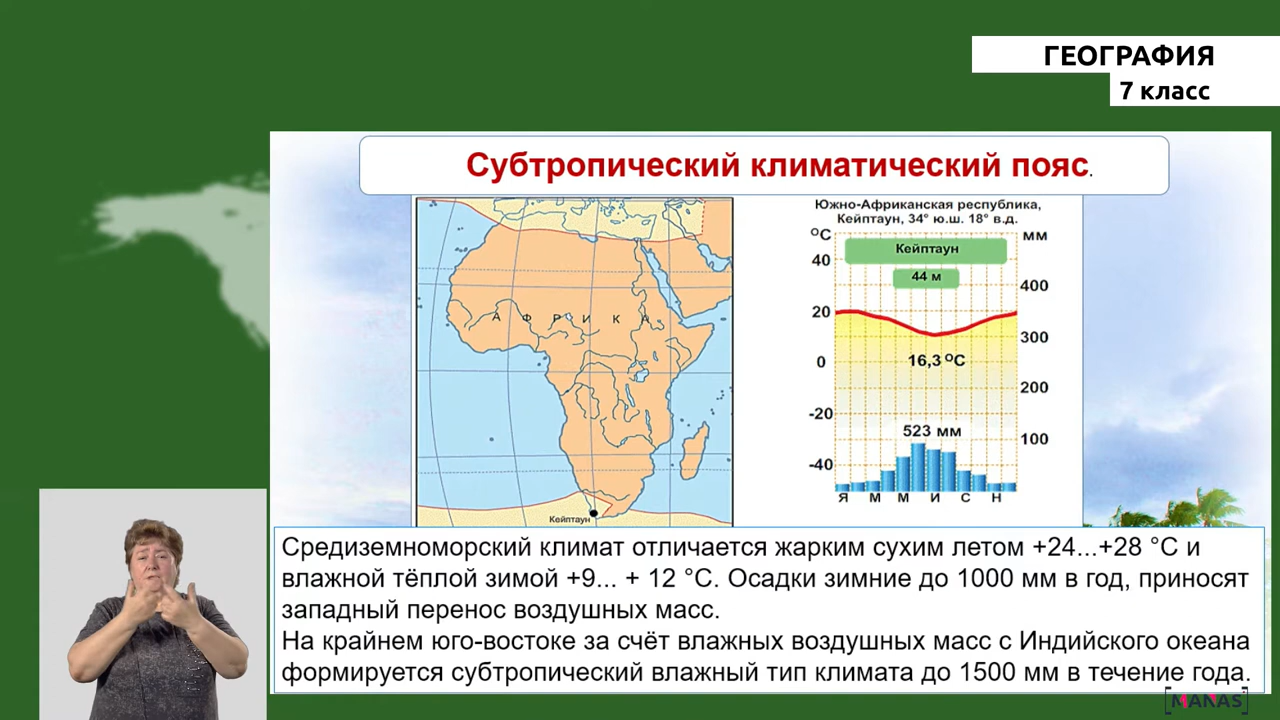 ГЕОГРАФИЯ
7 класс
Субтропический климатический пояс.
Южно-Африканская республика,
Кейптаун, 34° ю.ш. 18° в.д.
°C
мм
Кейптаун
40
44 м
400
20
300
0
16,3 °C
200
-20
523 мм
100
-40
Я М М И С Н
А Ф Р И К А
Кейптаун
Средиземноморский климат отличается жарким сухим летом +24...+28 °C и
влажной тёплой зимой +9... + 12 °C. Осадки зимние до 1000 мм в год, приносят
западный перенос воздушных масс.
На крайнем юго-востоке за счёт влажных воздушных масс с Индийского океана
формируется субтропический влажный тип климата до 1500 мм в течение года.
MANAS